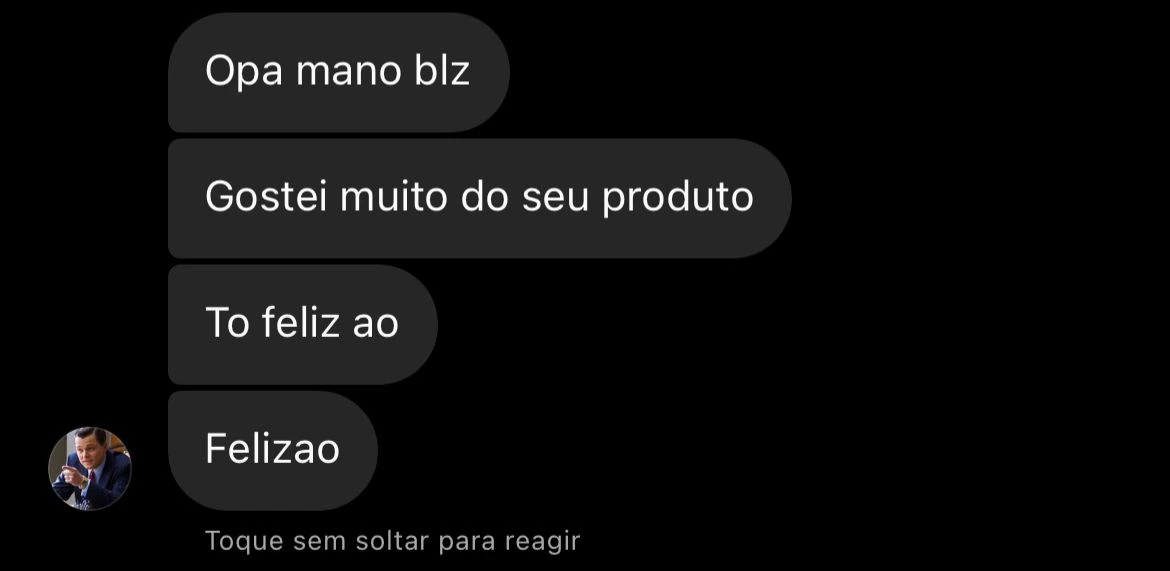 Opa mano blz
Gostei muito do seu produto
To feliz ao
Felizao
Toque sem soltar para reagir